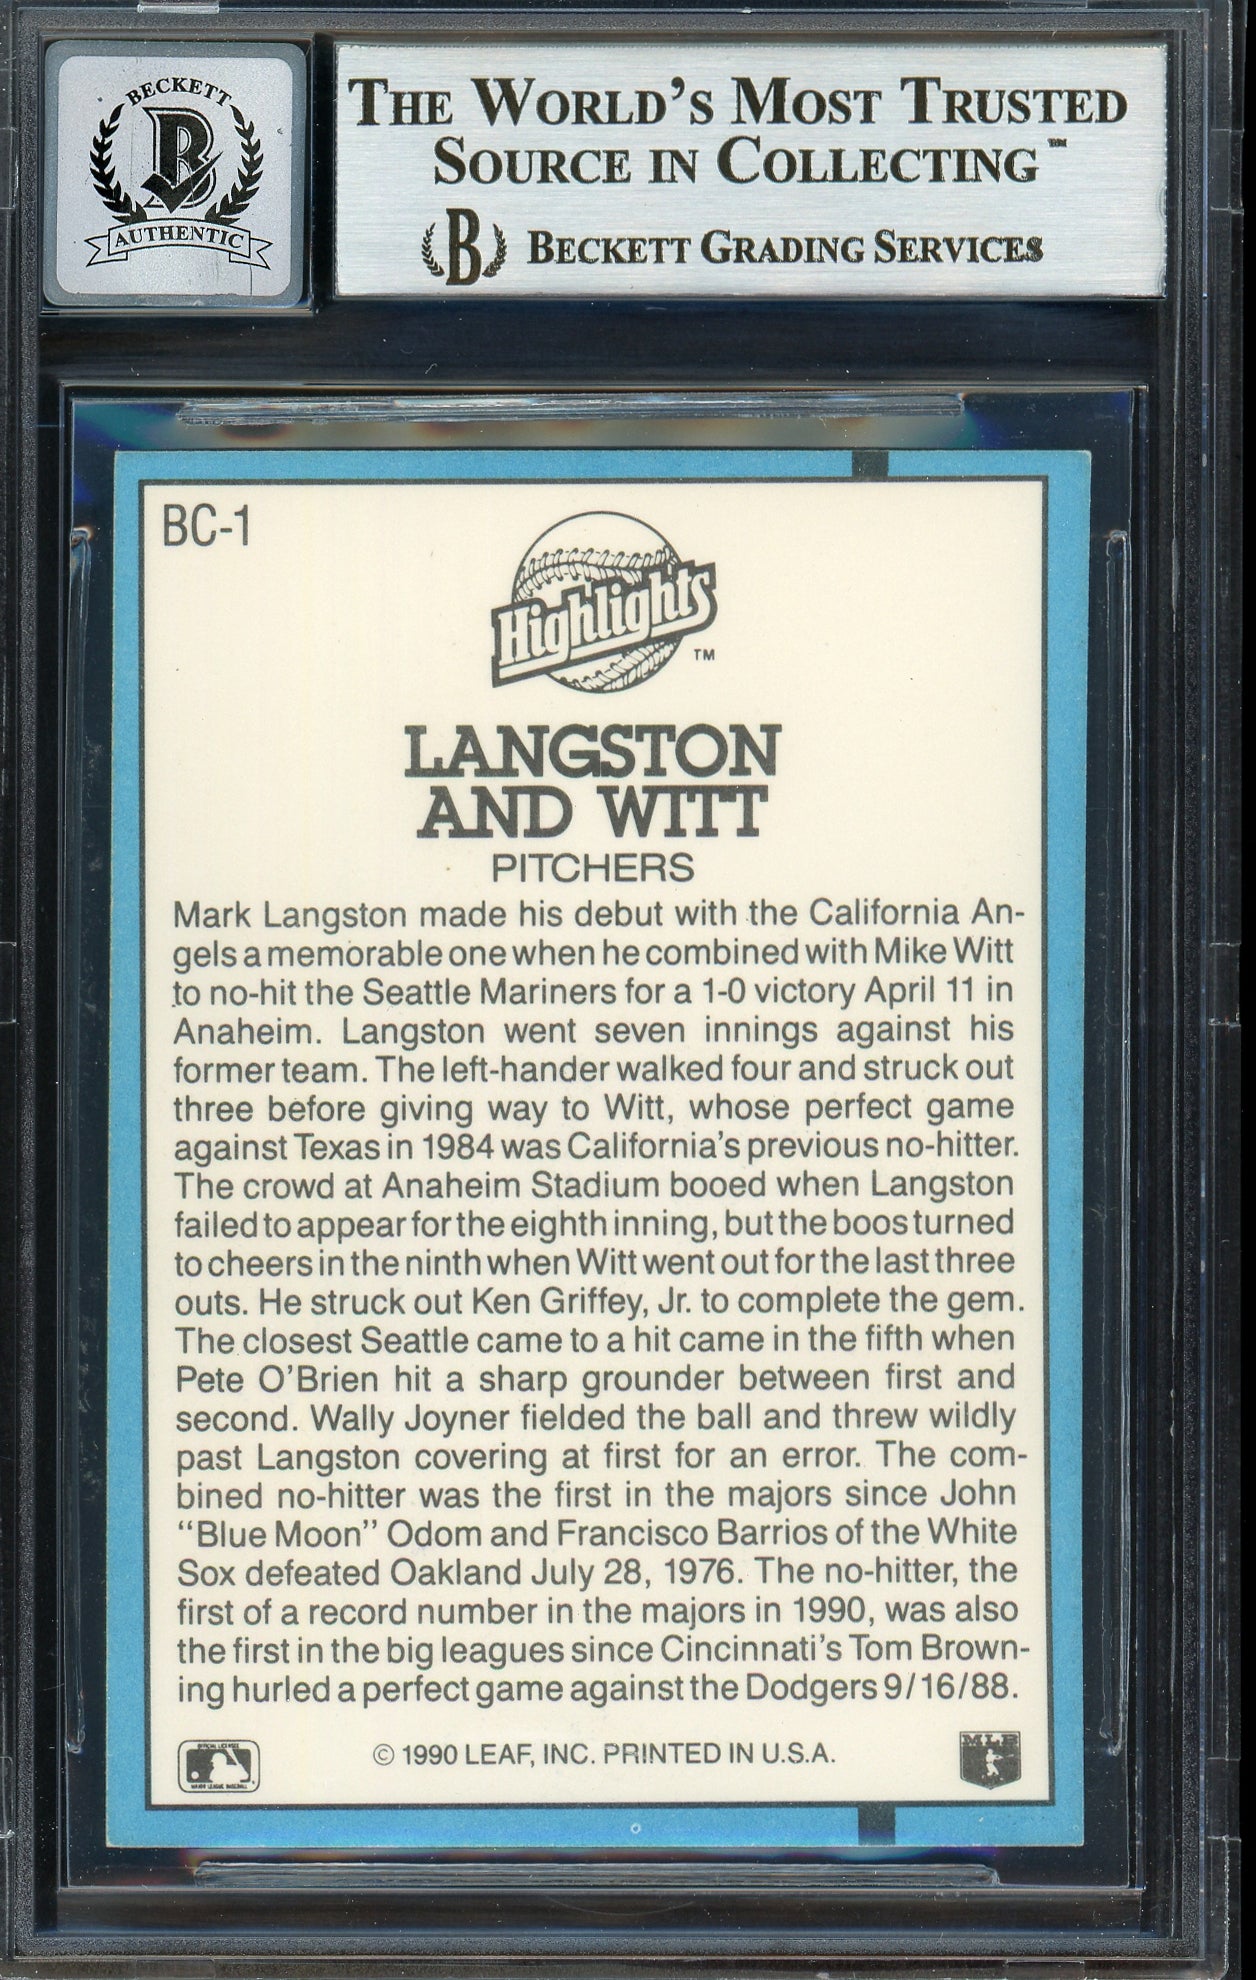 BECKETT
B
AUTHENTIC
THE WORLD'S MOST TRUSTED
SOURCE IN COLLECTING™
B BECKETT GRADING SERVICES
BC-1
Highlights
TM
LANGSTON
AND WITT
PITCHERS
Mark Langston made his debut with the California An-
gels a memorable one when he combined with Mike Witt
to no-hit the Seattle Mariners for a 1-0 victory April 11 in
Anaheim. Langston went seven innings against his
former team. The left-hander walked four and struck out
three before giving way to Witt, whose perfect game
against Texas in 1984 was California's previous no-hitter.
The crowd at Anaheim Stadium booed when Langston
failed to appear for the eighth inning, but the boos turned
to cheers in the ninth when Witt went out for the last three
outs. He struck out Ken Griffey, Jr. to complete the gem.
The closest Seattle came to a hit came in the fifth when
Pete O'Brien hit a sharp grounder between first and
second. Wally Joyner fielded the ball and threw wildly
past Langston covering at first for an error. The com-
bined no-hitter was the first in the majors since John
"Blue Moon" Odom and Francisco Barrios of the White
Sox defeated Oakland July 28, 1976. The no-hitter, the
first of a record number in the majors in 1990, was also
the first in the big leagues since Cincinnati's Tom Brown-
ing hurled a perfect game against the Dodgers 9/16/88.
OFFICIAL LICENSEE
MAJOR LEAGUE BASEBALL
© 1990 LEAF, INC. PRINTED IN U.S.A.
MLB